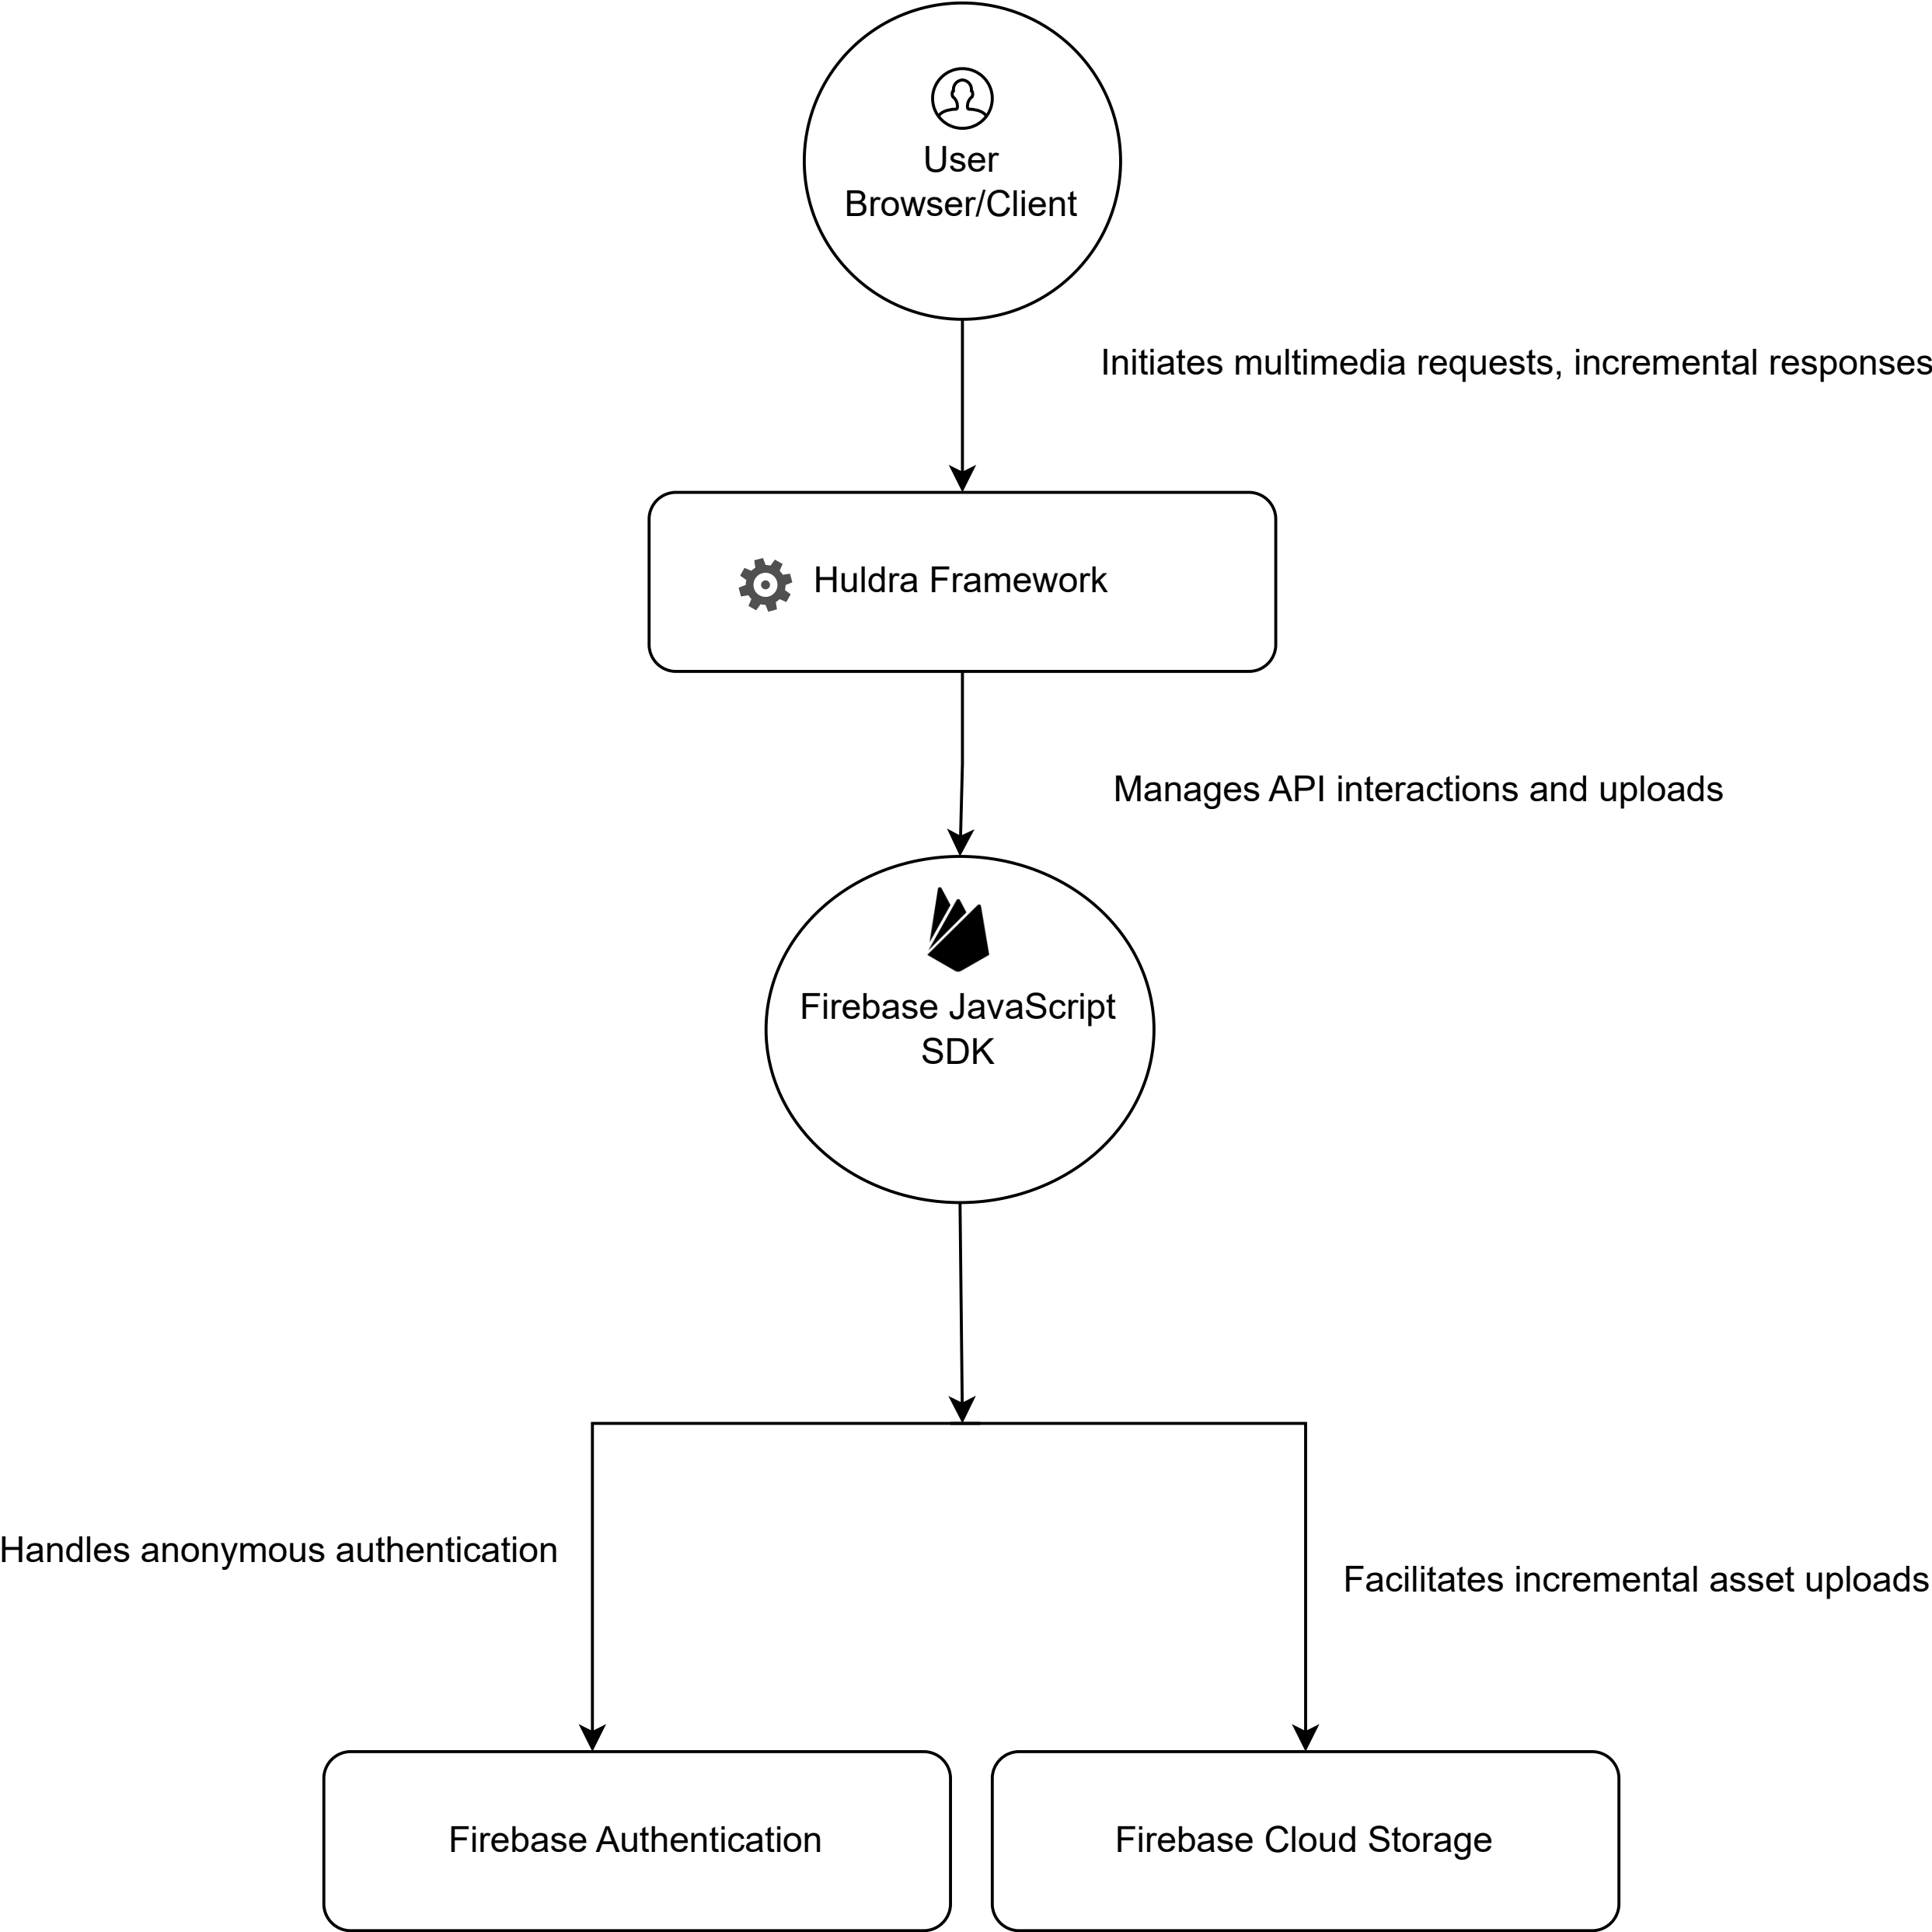 User
Browser/Client
Initiates multimedia requests, incremental responses
Huldra Framework
Manages API interactions and uploads
Firebase JavaScript
SDK
Handles anonymous authentication
Facilitates incremental asset uploads
Firebase Authentication
Firebase Cloud Storage